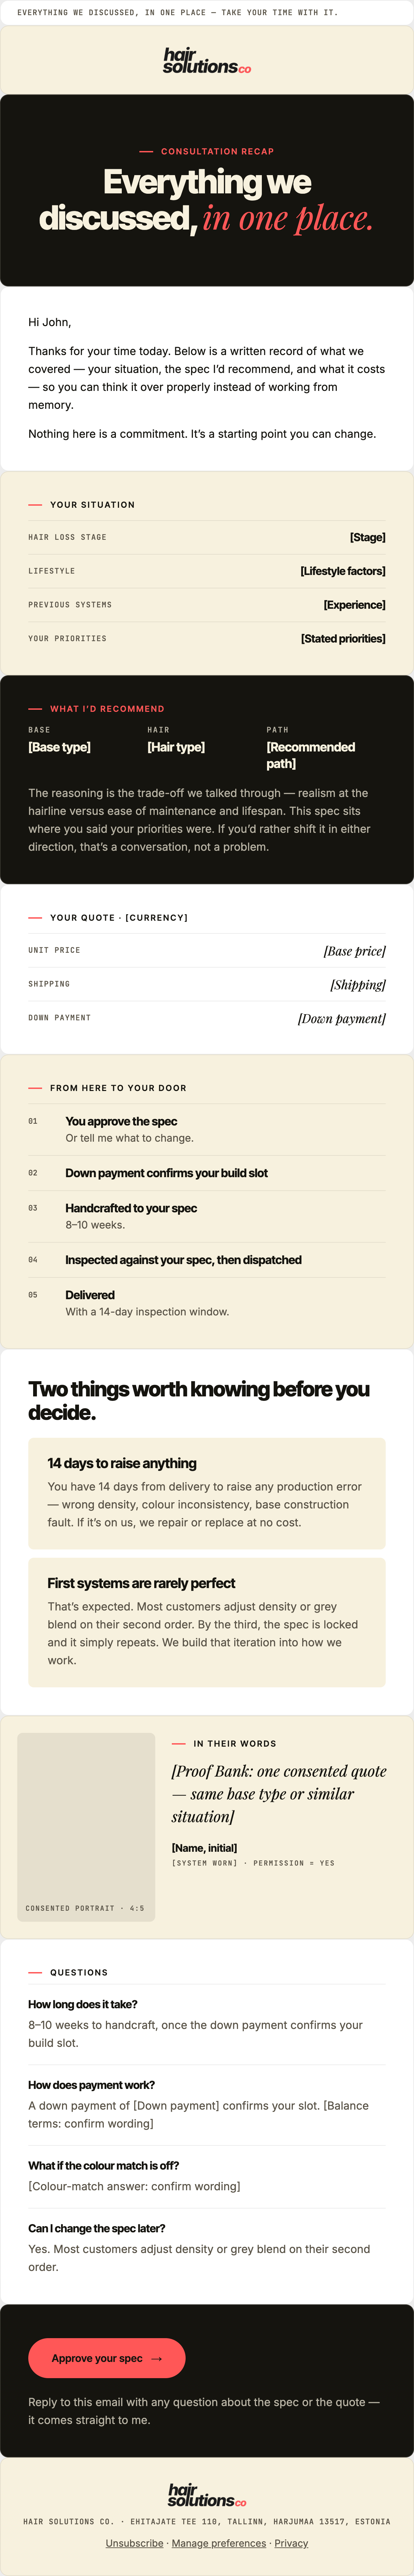 EVERYTHING WE DISCUSSED, IN ONE PLACE — TAKE YOUR TIME WITH IT.
hair
solutionsco
CONSULTATION RECAP
Everything we
discussed, in one place.
Hi John,
Thanks for your time today. Below is a written record of what we
covered — your situation, the spec I’d recommend, and what it costs
— so you can think it over properly instead of working from
memory.
Nothing here is a commitment. It’s a starting point you can change.
YOUR SITUATION
HAIR LOSS STAGE [Stage]
LIFESTYLE [Lifestyle factors]
PREVIOUS SYSTEMS [Experience]
YOUR PRIORITIES [Stated priorities]
WHAT I’D RECOMMEND
BASE HAIR PATH
[Base type] [Hair type] [Recommended
path]
The reasoning is the trade-off we talked through — realism at the
hairline versus ease of maintenance and lifespan. This spec sits
where you said your priorities were. If you’d rather shift it in either
direction, that’s a conversation, not a problem.
YOUR QUOTE · [CURRENCY]
UNIT PRICE [Base price]
SHIPPING [Shipping]
DOWN PAYMENT [Down payment]
FROM HERE TO YOUR DOOR
01 You approve the spec
Or tell me what to change.
02 Down payment confirms your build slot
03 Handcrafted to your spec
8–10 weeks.
04 Inspected against your spec, then dispatched
05 Delivered
With a 14-day inspection window.
Two things worth knowing before you
decide.
14 days to raise anything
You have 14 days from delivery to raise any production error
— wrong density, colour inconsistency, base construction
fault. If it’s on us, we repair or replace at no cost.
First systems are rarely perfect
That’s expected. Most customers adjust density or grey
blend on their second order. By the third, the spec is locked
and it simply repeats. We build that iteration into how we
work.
CONSENTED PORTRAIT · 4:5
IN THEIR WORDS
[Proof Bank: one consented quote
— same base type or similar
situation]
[Name, initial]
[SYSTEM WORN] · PERMISSION = YES
QUESTIONS
How long does it take?
8–10 weeks to handcraft, once the down payment confirms your
build slot.
How does payment work?
A down payment of [Down payment] confirms your slot. [Balance
terms: confirm wording]
What if the colour match is off?
[Colour-match answer: confirm wording]
Can I change the spec later?
Yes. Most customers adjust density or grey blend on their second
order.
Approve your spec →
Reply to this email with any question about the spec or the quote —
it comes straight to me.
hair
solutionsco
HAIR SOLUTIONS CO. · EHITAJATE TEE 110, TALLINN, HARJUMAA 13517, ESTONIA
Unsubscribe · Manage preferences · Privacy